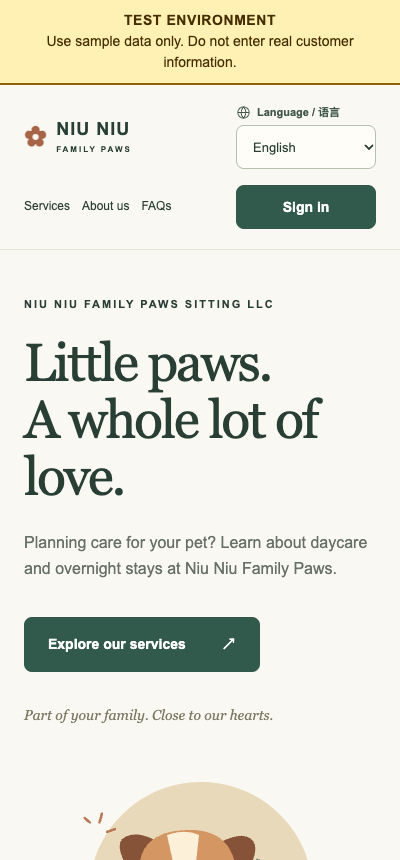 TEST ENVIRONMENT
Use sample data only. Do not enter real customer
information.
NIU NIU
FAMILY PAWS
Language / 语言
English
Services About us FAQs
Sign in
NIU NIU FAMILY PAWS SITTING LLC
Little paws.
A whole lot of
love.
Planning care for your pet? Learn about daycare
and overnight stays at Niu Niu Family Paws.
Explore our services ↗
Part of your family. Close to our hearts.